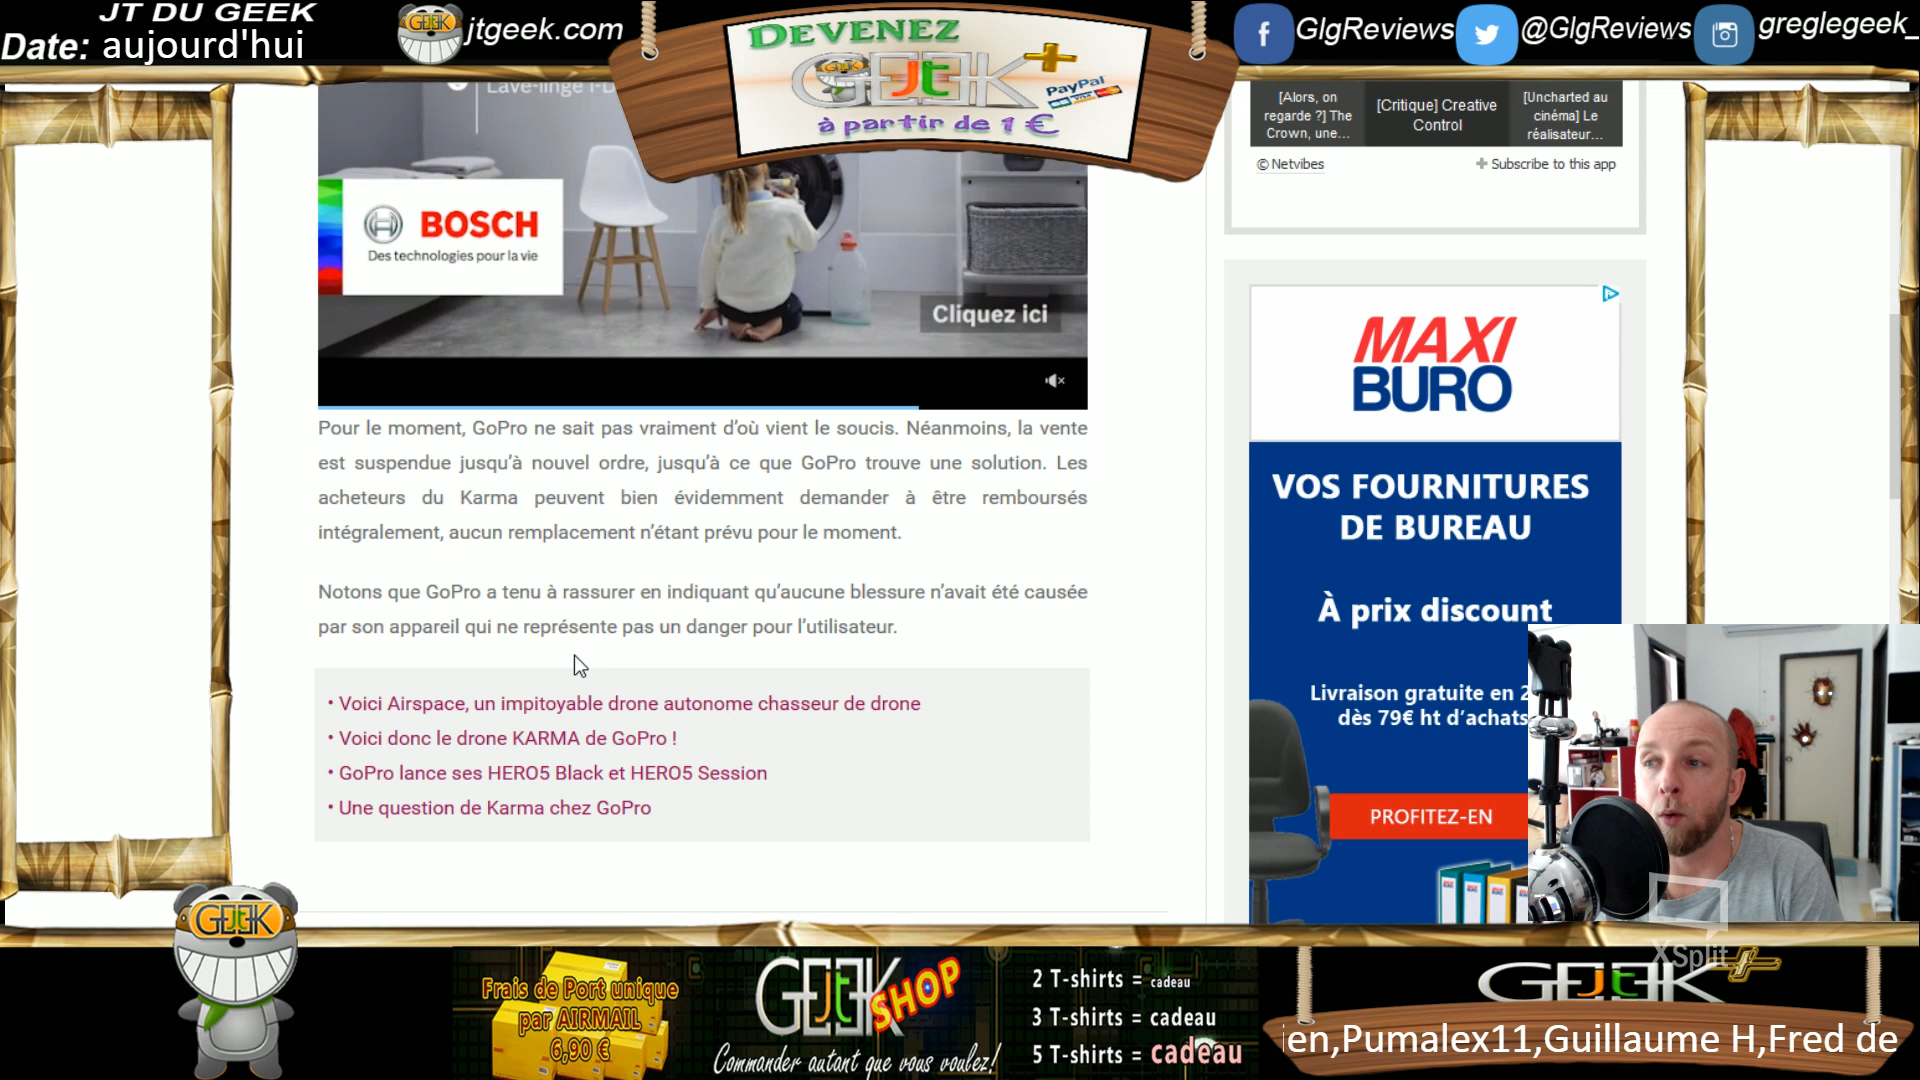 JT DU GEEK
Date: aujourd'hui
jtgeek.com
DEVENEZ
GEEK
JT
+
PayPal
à partir de 1 €
GlgReviews
@GlgReviews
greglegeek_
Lave-linge i-D
BOSCH
Des technologies pour la vie
Cliquez ici
Pour le moment, GoPro ne sait pas vraiment d'où vient le soucis. Néanmoins, la vente
est suspendue jusqu'à nouvel ordre, jusqu'à ce que GoPro trouve une solution. Les
acheteurs du Karma peuvent bien évidemment demander à être remboursés
intégralement, aucun remplacement n'étant prévu pour le moment.
Notons que GoPro a tenu à rassurer en indiquant qu'aucune blessure n'avait été causée
par son appareil qui ne représente pas un danger pour l'utilisateur.
• Voici Airspace, un impitoyable drone autonome chasseur de drone
• Voici donc le drone KARMA de GoPro !
• GoPro lance ses HERO5 Black et HERO5 Session
• Une question de Karma chez GoPro
[Alors, on
regarde ?] The
Crown, une...
[Critique] Creative
Control
[Uncharted au
cinéma] Le
réalisateur...
© Netvibes
+ Subscribe to this app
MAXI
BURO
VOS FOURNITURES
DE BUREAU
À prix discount
Livraison gratuite en 2
dès 79€ ht d'achats
PROFITEZ-EN
XSplit
GEEK
Frais de Port unique
par AIRMAIL
6,90 €
GEEK
JT
SHOP
Commander autant que vous voulez!
2 T-shirts = cadeau
3 T-shirts = cadeau
5 T-shirts = cadeau
GEEK
JT
+
ien,Pumalex11,Guillaume H,Fred de